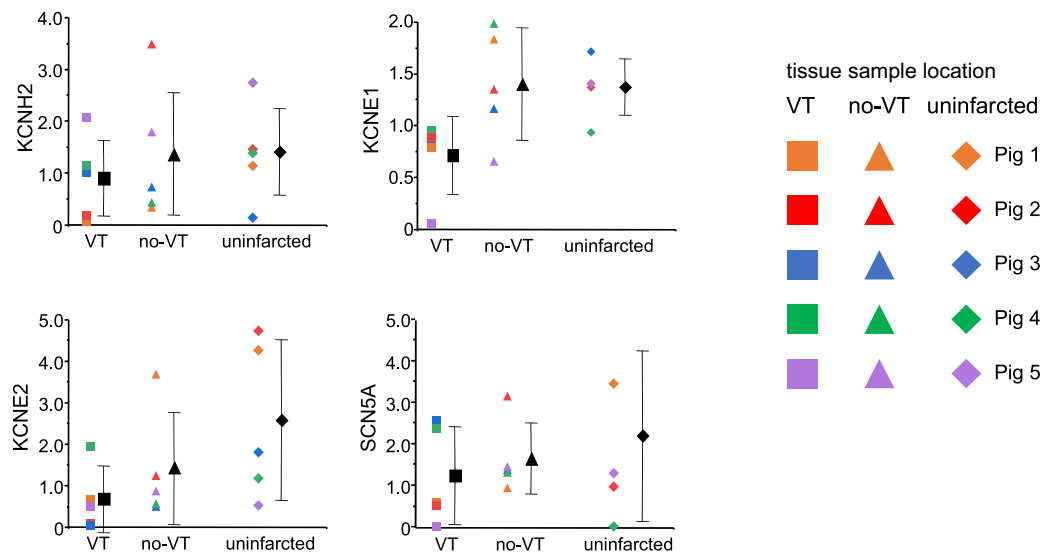 KCNH2
4.0
3.0
2.0
1.0
0
VT no-VT uninfarcted
KCNE1
2.0
1.5
1.0
0.5
0
VT no-VT uninfarcted
tissue sample location
VT no-VT uninfarcted
Pig 1
Pig 2
Pig 3
Pig 4
Pig 5
KCNE2
5.0
4.0
3.0
2.0
1.0
0
VT no-VT uninfarcted
SCN5A
5.0
4.0
3.0
2.0
1.0
0
VT no-VT uninfarcted